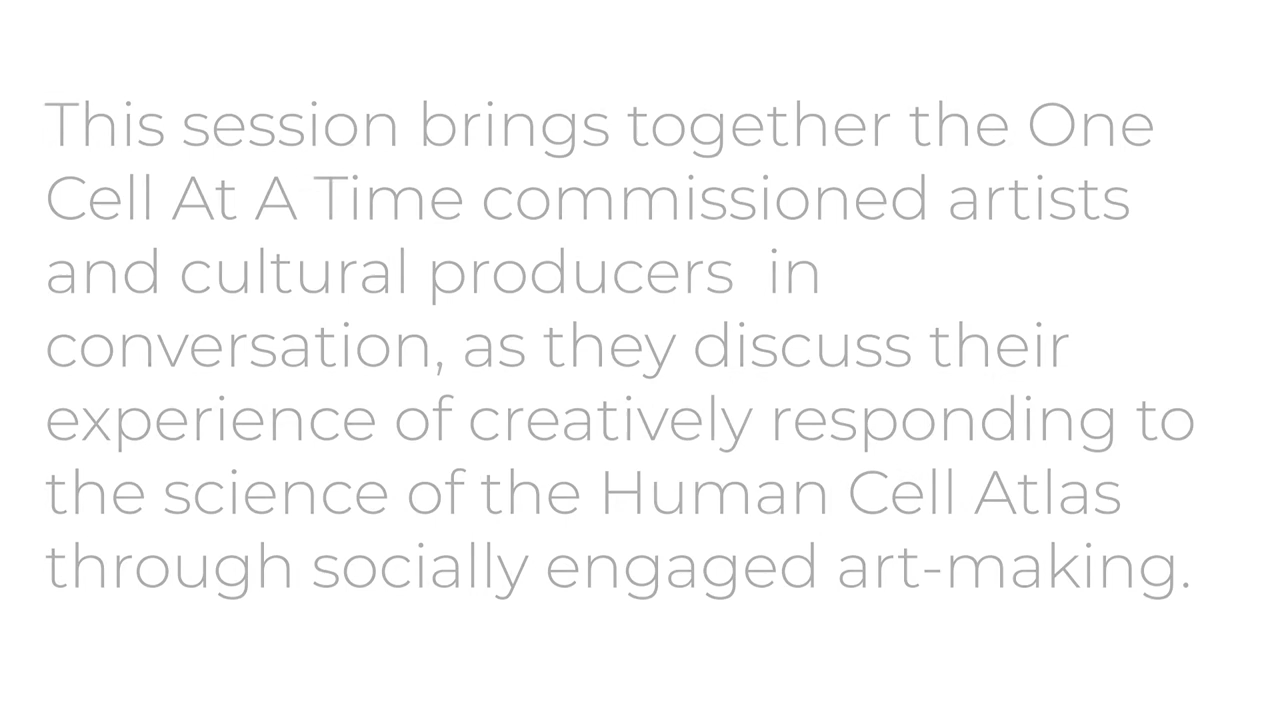 This session brings together the One
Cell At A Time commissioned artists
and cultural producers  in
conversation, as they discuss their
experience of creatively responding to
the science of the Human Cell Atlas
through socially engaged art-making.